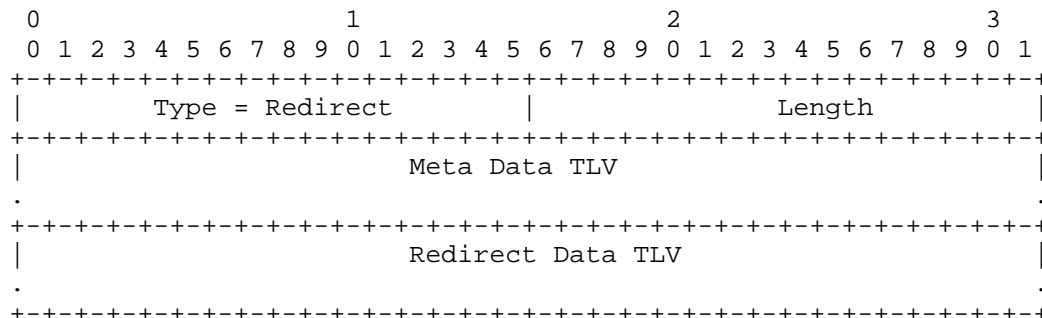 0                   1                   2                   3
 0 1 2 3 4 5 6 7 8 9 0 1 2 3 4 5 6 7 8 9 0 1 2 3 4 5 6 7 8 9 0 1
+-+-+-+-+-+-+-+-+-+-+-+-+-+-+-+-+-+-+-+-+-+-+-+-+-+-+-+-+-+-+-+-+
|        Type = Redirect        |               Length          |
+-+-+-+-+-+-+-+-+-+-+-+-+-+-+-+-+-+-+-+-+-+-+-+-+-+-+-+-+-+-+-+-+
|                        Meta Data TLV                          |
.                                                               .
+-+-+-+-+-+-+-+-+-+-+-+-+-+-+-+-+-+-+-+-+-+-+-+-+-+-+-+-+-+-+-+-+
|                        Redirect Data TLV                      |
.                                                               .
+-+-+-+-+-+-+-+-+-+-+-+-+-+-+-+-+-+-+-+-+-+-+-+-+-+-+-+-+-+-+-+-+